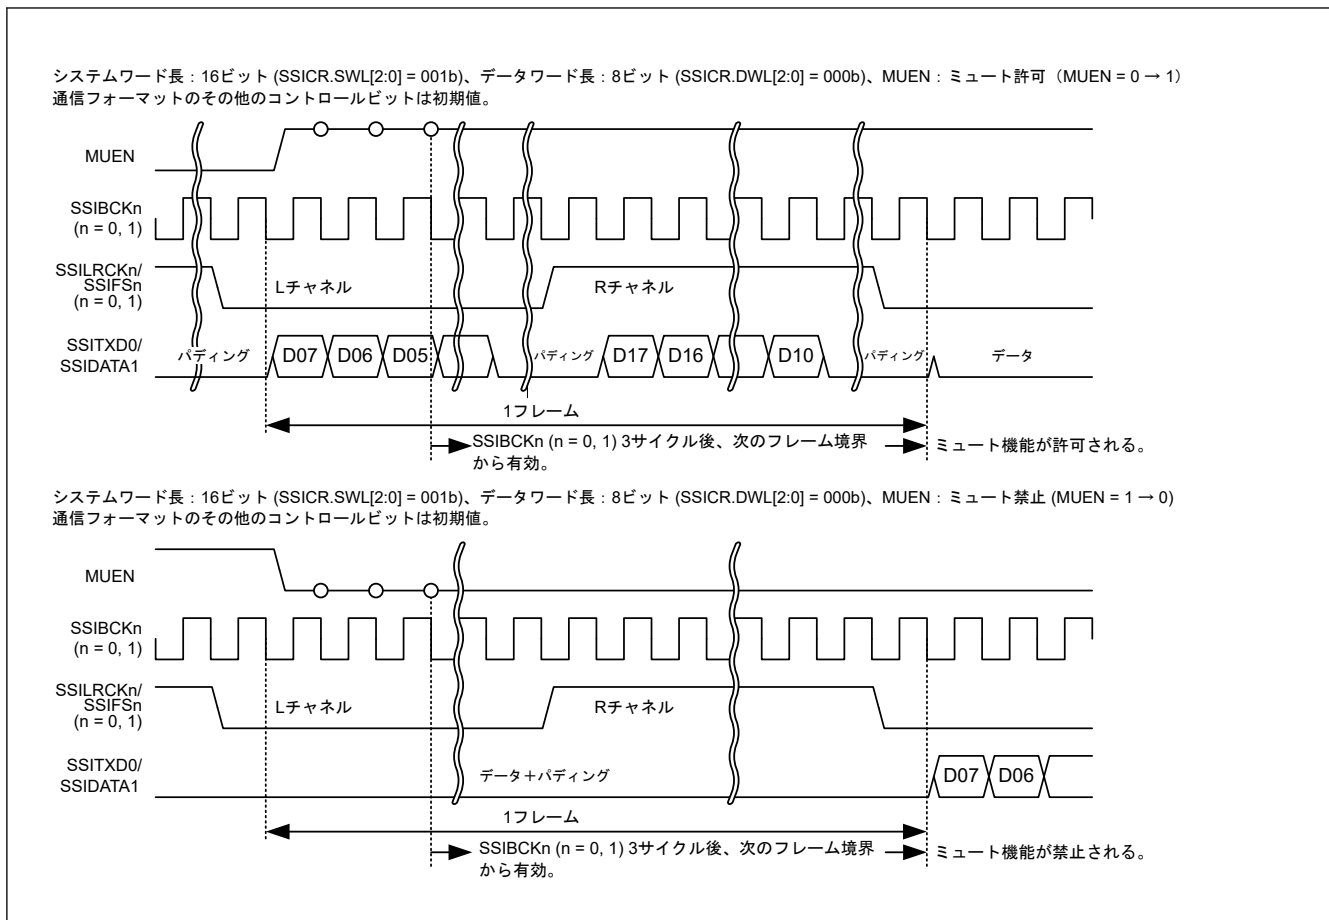 システムワード長：16ビット (SSICR.SWL[2:0] = 001b)、データワード長：8ビット (SSICR.DWL[2:0] = 000b)、MUEN：ミュート許可（MUEN = 0 → 1）
通信フォーマットのその他のコントロールビットは初期値。
MUEN
SSIBCKn
(n = 0, 1)
SSILRCKn/
SSIFSn
(n = 0, 1)
Lチャネル
Rチャネル
SSITXD0/
SSIDATA1
パディング
D07
D06
D05
パディング
D17
D16
D10
パディング
データ
1フレーム
SSIBCKn (n = 0, 1) 3サイクル後、次のフレーム境界
から有効。
ミュート機能が許可される。
システムワード長：16ビット (SSICR.SWL[2:0] = 001b)、データワード長：8ビット (SSICR.DWL[2:0] = 000b)、MUEN：ミュート禁止 (MUEN = 1 → 0)
通信フォーマットのその他のコントロールビットは初期値。
MUEN
SSIBCKn
(n = 0, 1)
SSILRCKn/
SSIFSn
(n = 0, 1)
Lチャネル
Rチャネル
SSITXD0/
SSIDATA1
データ＋パディング
D07
D06
1フレーム
SSIBCKn (n = 0, 1) 3サイクル後、次のフレーム境界
から有効。
ミュート機能が禁止される。